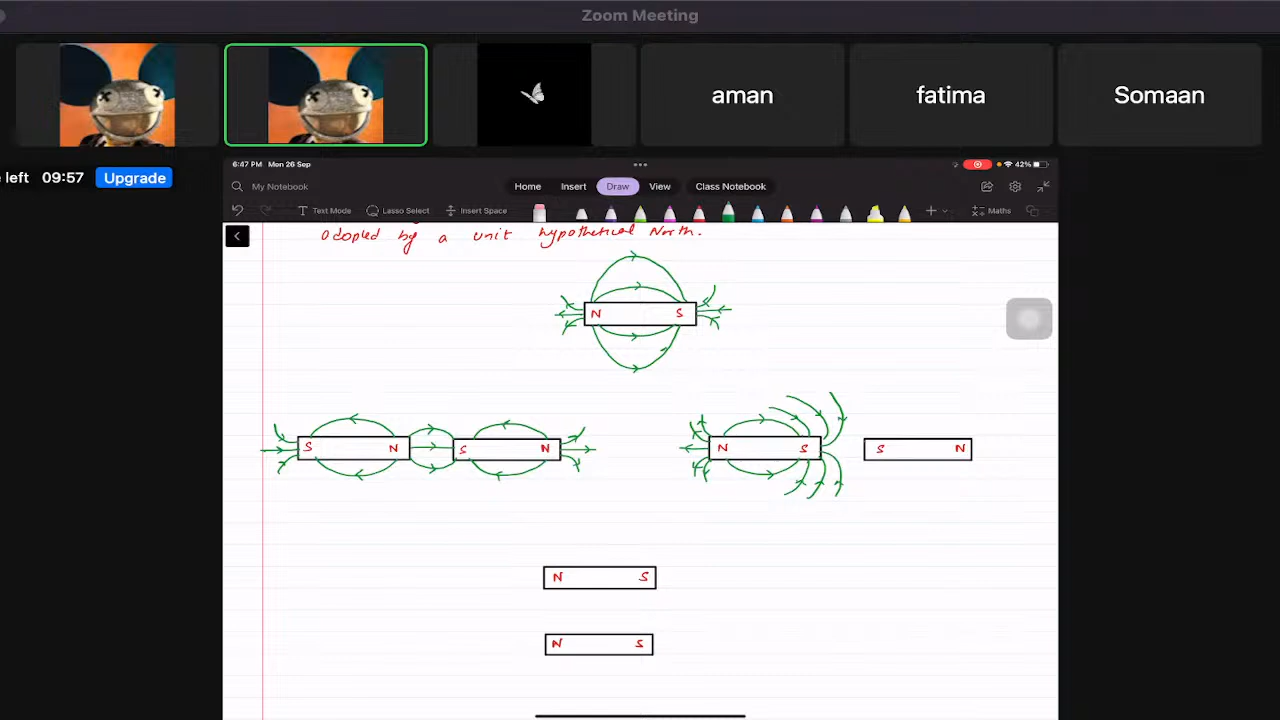 Zoom Meeting
aman
fatima
Somaan
e left 09:57 Upgrade
6:47 PM Mon 26 Sep
42%
My Notebook
Home Insert Draw View Class Notebook
Text Mode Lasso Select Insert Space Maths
adopted by a unit hypothetical North.
N S
S N S N N S S N
N S
N S